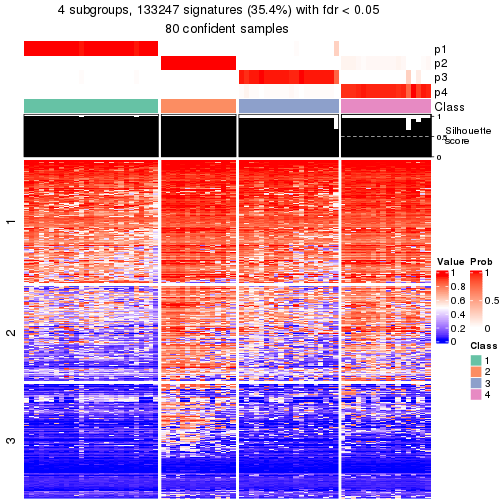 4 subgroups, 133247 signatures (35.4%) with fdr < 0.05
80 confident samples
p1
p2
p3
p4
Class
1
0.5
0
Silhouette
score
1
2
3
Value
1
0.8
0.6
0.4
0.2
0
Prob
1
0.5
0
Class
1
2
3
4